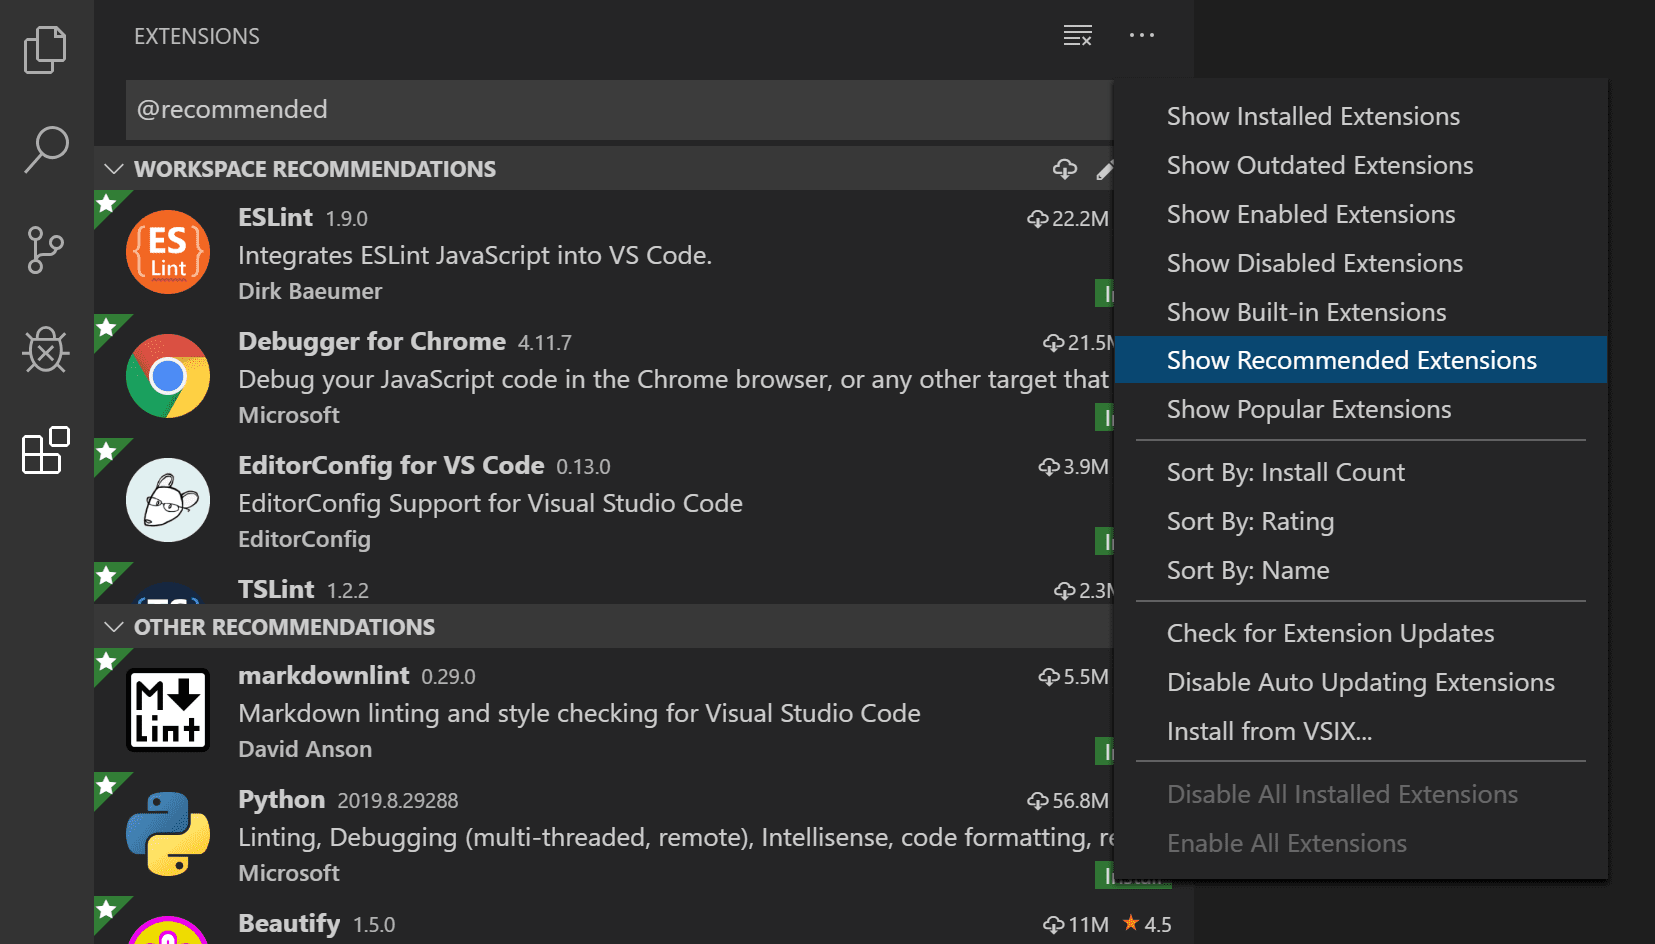 EXTENSIONS
@recommended
WORKSPACE RECOMMENDATIONS
ESLint 1.9.0 22.2M
ES
Lint
Integrates ESLint JavaScript into VS Code.
Dirk Baeumer
Debugger for Chrome 4.11.7 21.5M
Debug your JavaScript code in the Chrome browser, or any other target that
Microsoft
EditorConfig for VS Code 0.13.0 3.9M
EditorConfig Support for Visual Studio Code
EditorConfig
TSLint 1.2.2 2.3M
OTHER RECOMMENDATIONS
markdownlint 0.29.0 5.5M
M
Lint
Markdown linting and style checking for Visual Studio Code
David Anson
Python 2019.8.29288 56.8M
Linting, Debugging (multi-threaded, remote), Intellisense, code formatting,
Microsoft
Install
Beautify 1.5.0 11M 4.5
Show Installed Extensions
Show Outdated Extensions
Show Enabled Extensions
Show Disabled Extensions
Show Built-in Extensions
Show Recommended Extensions
Show Popular Extensions
Sort By: Install Count
Sort By: Rating
Sort By: Name
Check for Extension Updates
Disable Auto Updating Extensions
Install from VSIX...
Disable All Installed Extensions
Enable All Extensions